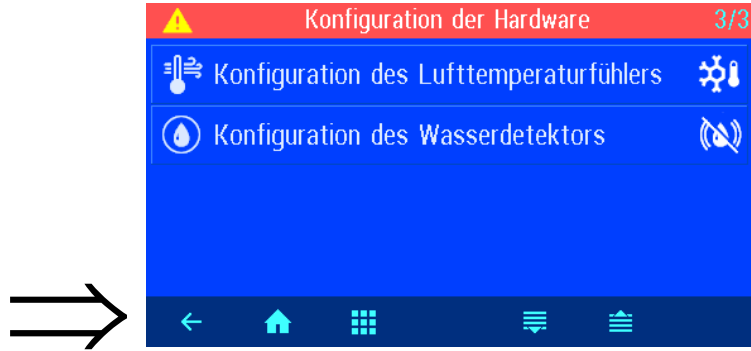 Konfiguration der Hardware 3/3
Konfiguration des Lufttemperaturfühlers
Konfiguration des Wasserdetektors